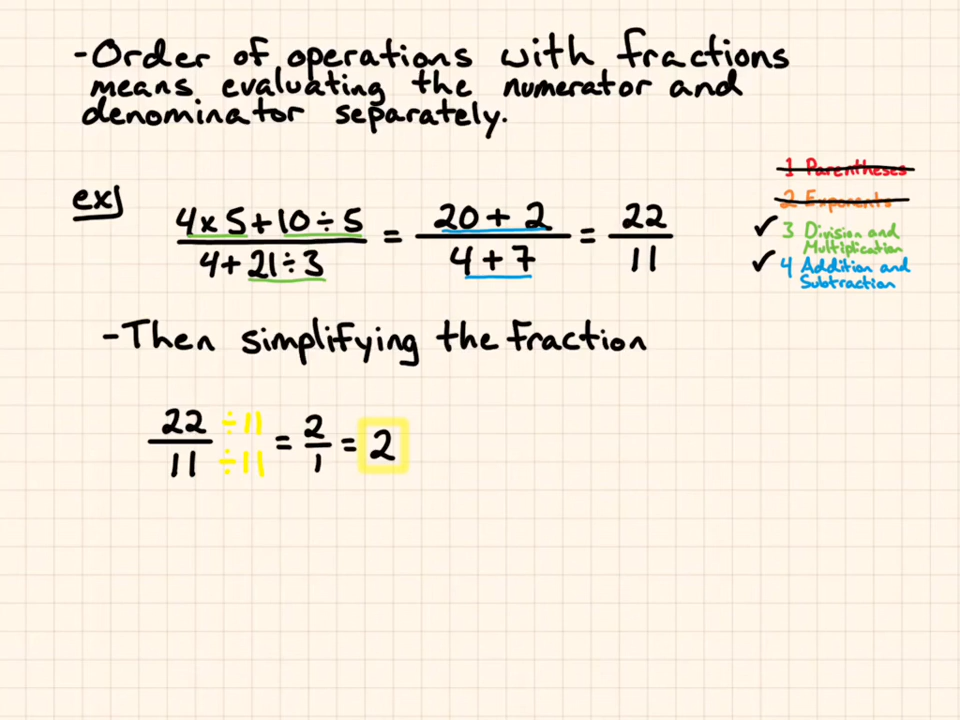 -Order of operations with fractions
means evaluating the numerator and
denominator separately.
1 Parentheses
2 Exponents
3 Division and
Multiplication
4 Addition and
Subtraction
ex)
4x5+10÷5 / 4+21÷3 = 20+2 / 4+7 = 22 / 11
-Then simplifying the fraction
22 ÷11 / 11 ÷11 = 2 / 1 = 2